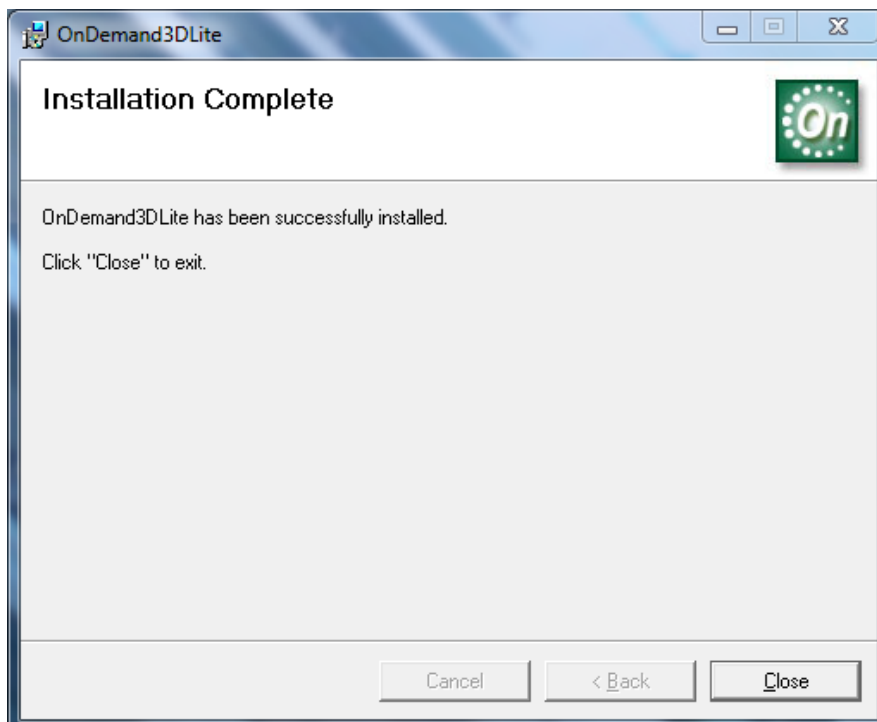 OnDemand3DLite
Installation Complete
On
OnDemand3DLite has been successfully installed.
Click "Close" to exit.
Cancel
< Back
Close